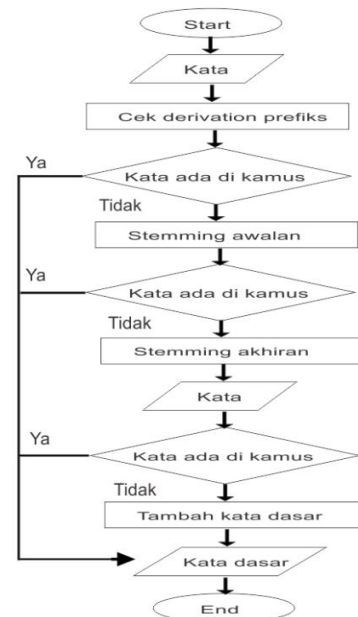 Start
Kata
Cek derivation prefiks
Ya
Kata ada di kamus
Tidak
Stemming awalan
Ya
Kata ada di kamus
Tidak
Stemming akhiran
Kata
Ya
Kata ada di kamus
Tidak
Tambah kata dasar
Kata dasar
End